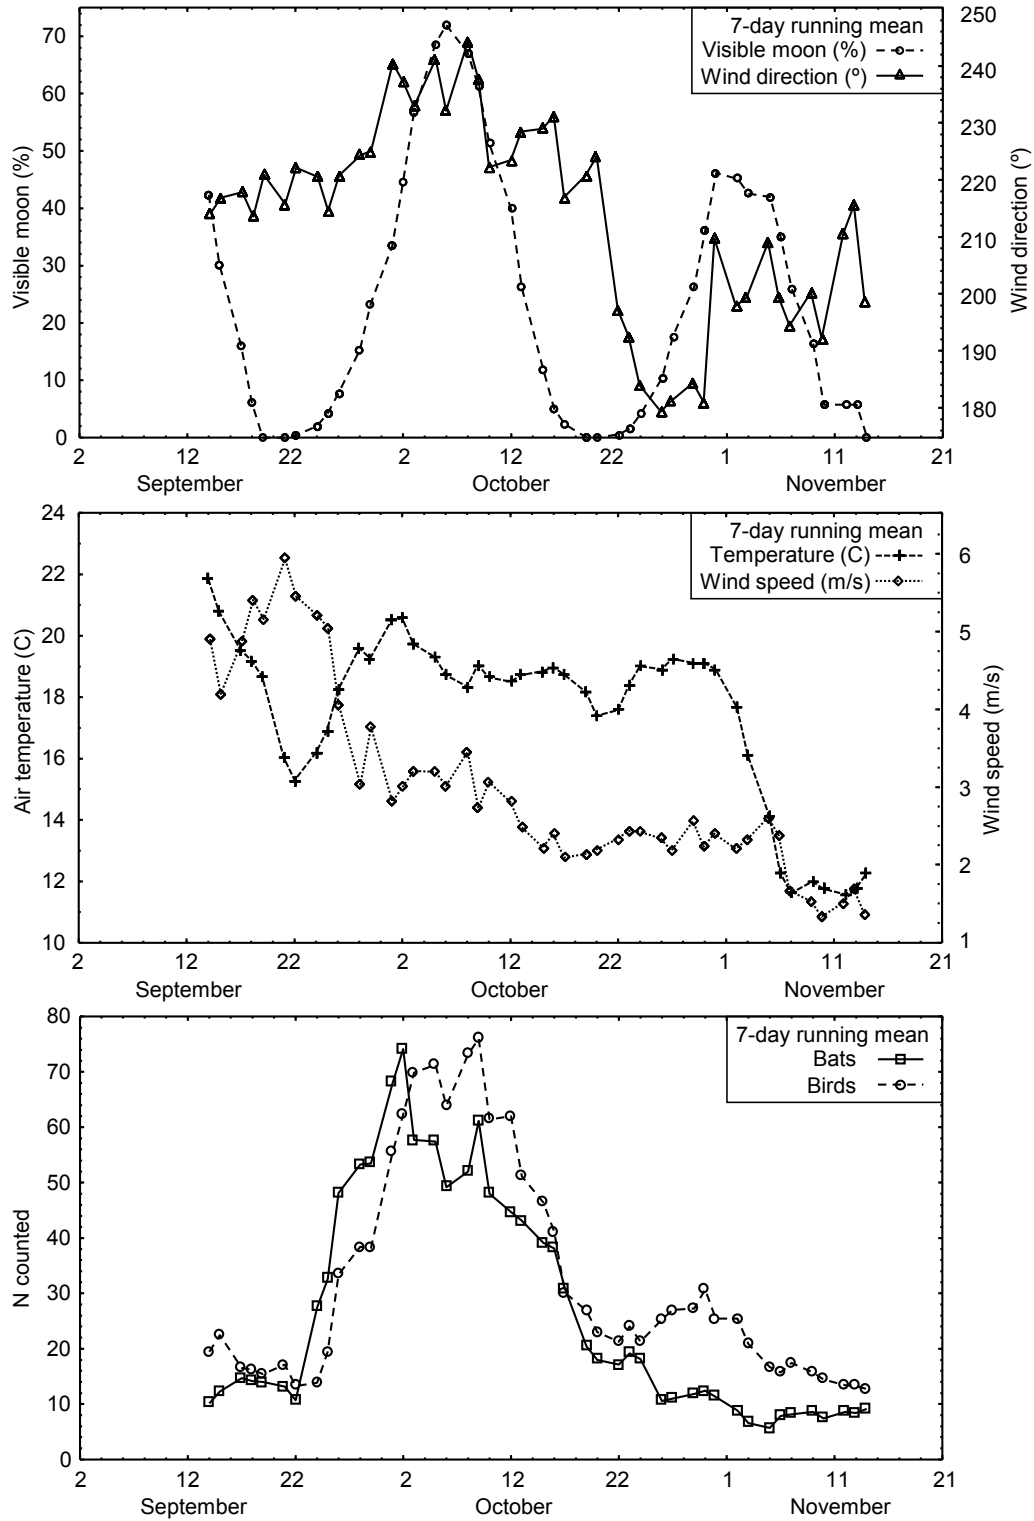 7-day running mean
Visible moon (%)
Wind direction (º)
Visible moon (%)
70
60
50
40
30
20
10
0
Wind direction (º)
250
240
230
220
210
200
190
180
2 12 22 2 12 22 1 11 21
September October November
7-day running mean
Temperature (C)
Wind speed (m/s)
Air temperature (C)
24
22
20
18
16
14
12
10
Wind speed (m/s)
6
5
4
3
2
1
2 12 22 2 12 22 1 11 21
September October November
7-day running mean
Bats
Birds
N counted
80
70
60
50
40
30
20
10
0
2 12 22 2 12 22 1 11 21
September October November